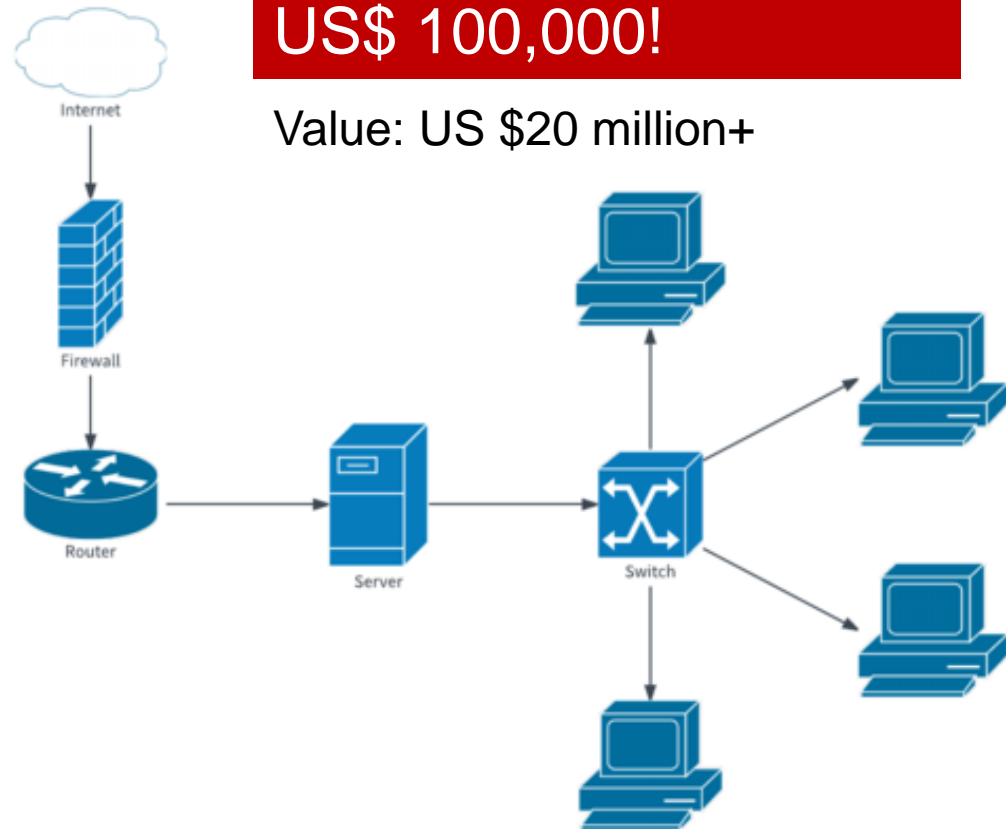 US$ 100,000!
Internet
Value: US $20 million+
Firewall
Router
Server
Switch